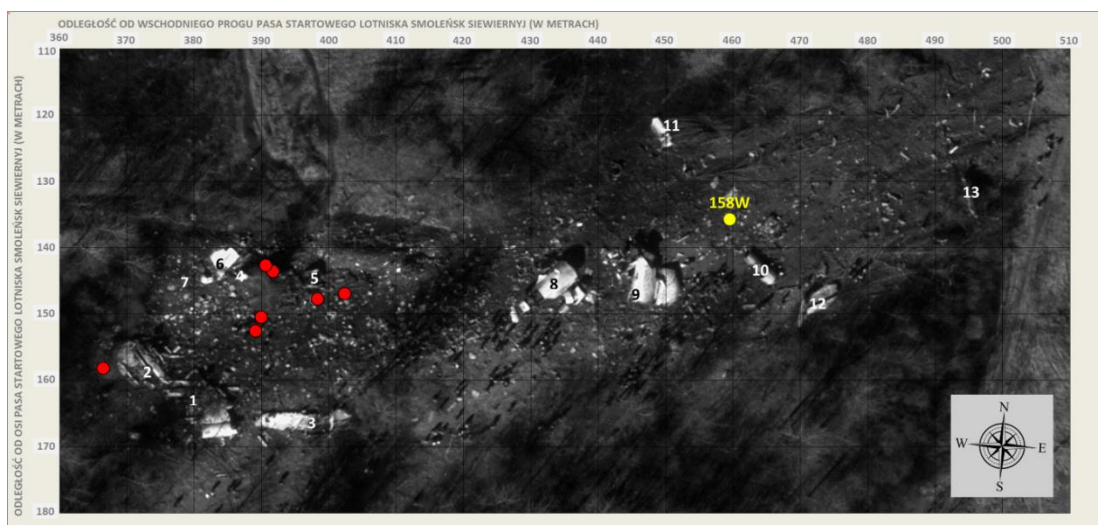 ODLEGŁOŚĆ OD WSCHODNIEGO PROGU PASA STARTOWEGO LOTNISKA SMOLEŃSK SIEWIERNYJ (W METRACH)
360 370 380 390 400 410 420 430 440 450 460 470 480 490 500 510
ODLEGŁOŚĆ OD OSI PASA STARTOWEGO LOTNISKA SMOLEŃSK SIEWIERNYJ (W METRACH)
110
120
11
130
13
158W
140
6 4 5 10
7 8 9
12
150
2
160
1
3
170
180
N
W E
S